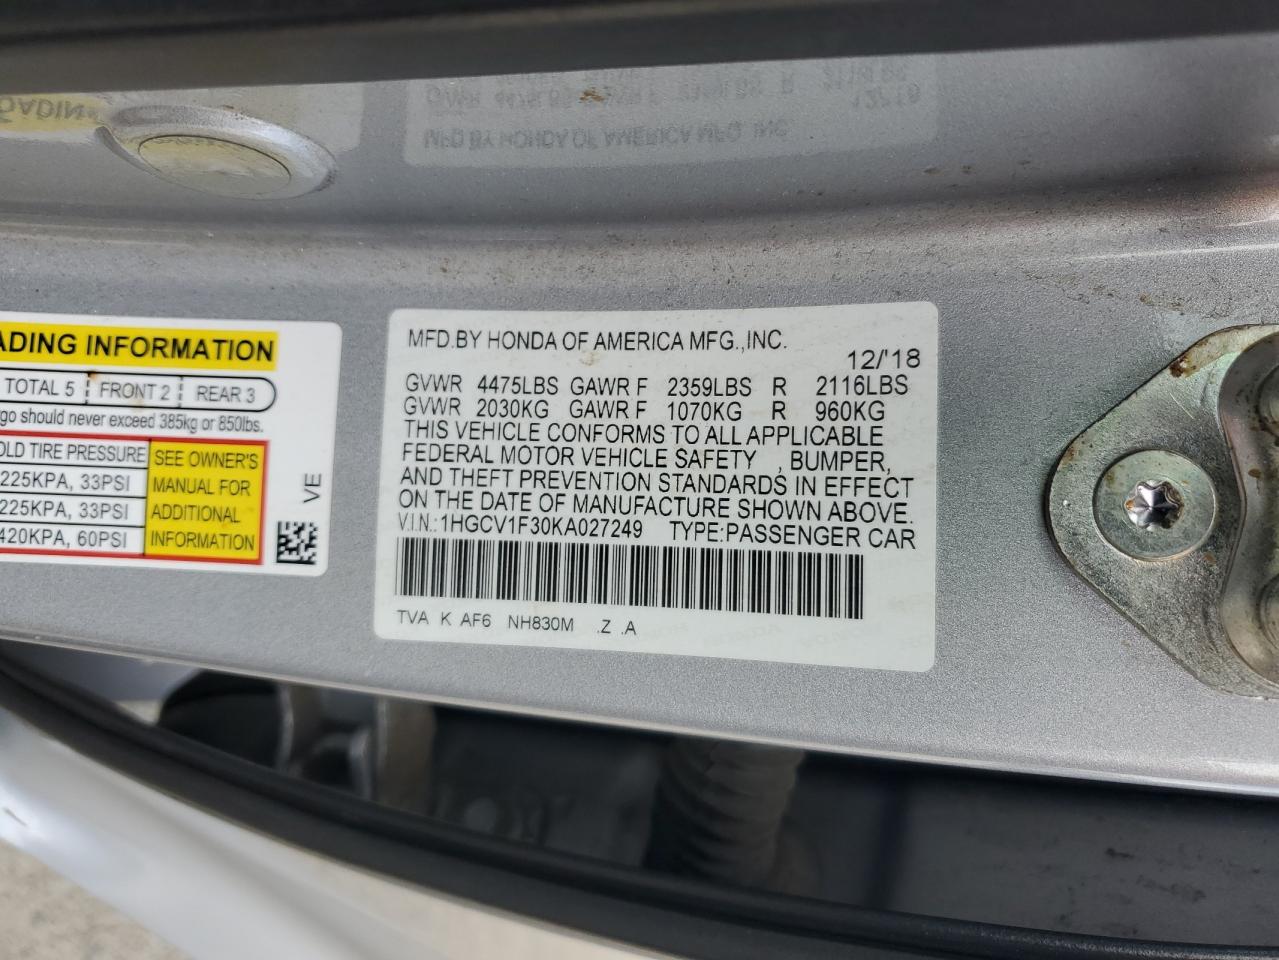 ADING INFORMATION
TOTAL 5 FRONT 2 REAR 3
rgo should never exceed 385kg or 850lbs.
OLD TIRE PRESSURE
225KPA, 33PSI
225KPA, 33PSI
420KPA, 60PSI
SEE OWNER'S
MANUAL FOR
ADDITIONAL
INFORMATION
VE
MFD.BY HONDA OF AMERICA MFG.,INC.
12/'18
GVWR 4475LBS GAWR F 2359LBS R 2116LBS
GVWR 2030KG GAWR F 1070KG R 960KG
THIS VEHICLE CONFORMS TO ALL APPLICABLE
FEDERAL MOTOR VEHICLE SAFETY , BUMPER,
AND THEFT PREVENTION STANDARDS IN EFFECT
ON THE DATE OF MANUFACTURE SHOWN ABOVE.
V.I.N.:1HGCV1F30KA027249 TYPE:PASSENGER CAR
TVA K AF6 NH830M .Z .A